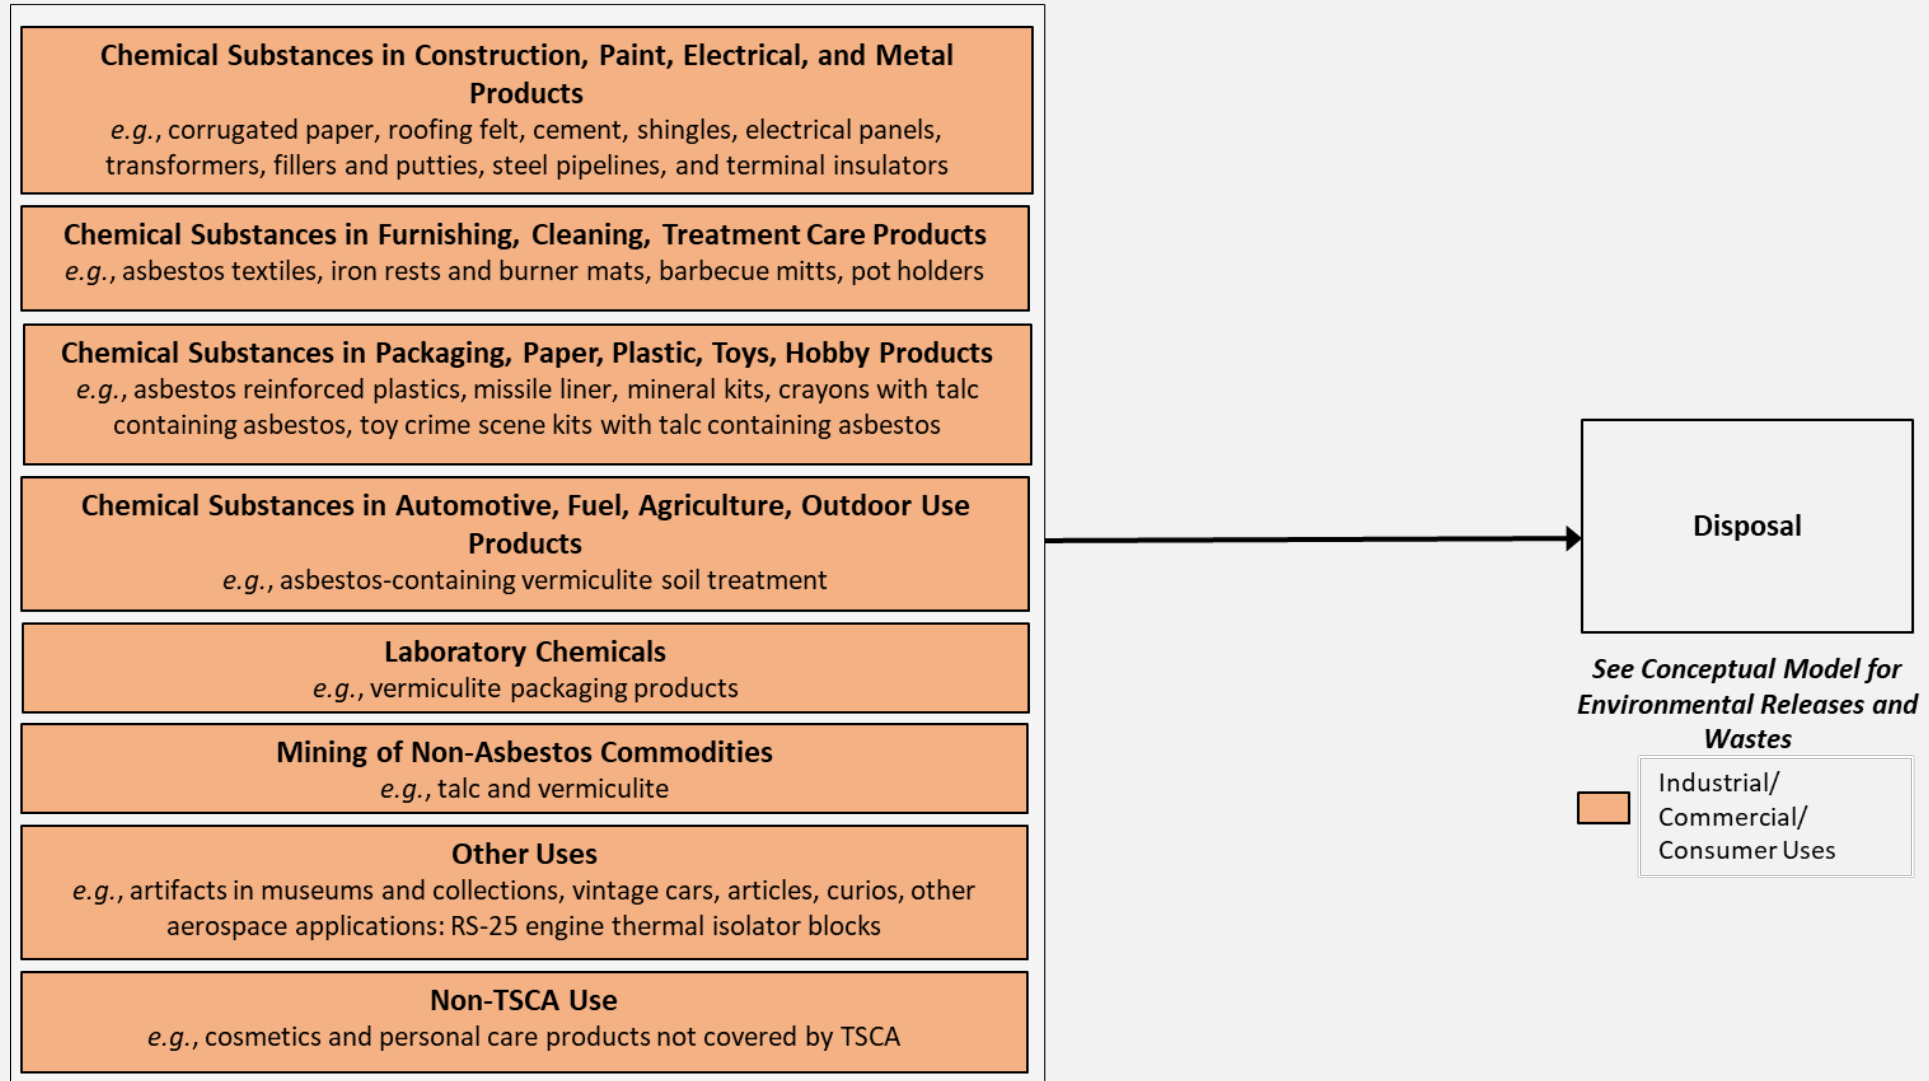 Chemical Substances in Construction, Paint, Electrical, and Metal
Products
e.g., corrugated paper, roofing felt, cement, shingles, electrical panels,
transformers, fillers and putties, steel pipelines, and terminal insulators
Chemical Substances in Furnishing, Cleaning, Treatment Care Products
e.g., asbestos textiles, iron rests and burner mats, barbecue mitts, pot holders
Chemical Substances in Packaging, Paper, Plastic, Toys, Hobby Products
e.g., asbestos reinforced plastics, missile liner, mineral kits, crayons with talc
containing asbestos, toy crime scene kits with talc containing asbestos
Chemical Substances in Automotive, Fuel, Agriculture, Outdoor Use
Products
e.g., asbestos-containing vermiculite soil treatment
Laboratory Chemicals
e.g., vermiculite packaging products
Mining of Non-Asbestos Commodities
e.g., talc and vermiculite
Other Uses
e.g., artifacts in museums and collections, vintage cars, articles, curios, other
aerospace applications: RS-25 engine thermal isolator blocks
Non-TSCA Use
e.g., cosmetics and personal care products not covered by TSCA
Disposal
See Conceptual Model for
Environmental Releases and
Wastes
Industrial/
Commercial/
Consumer Uses